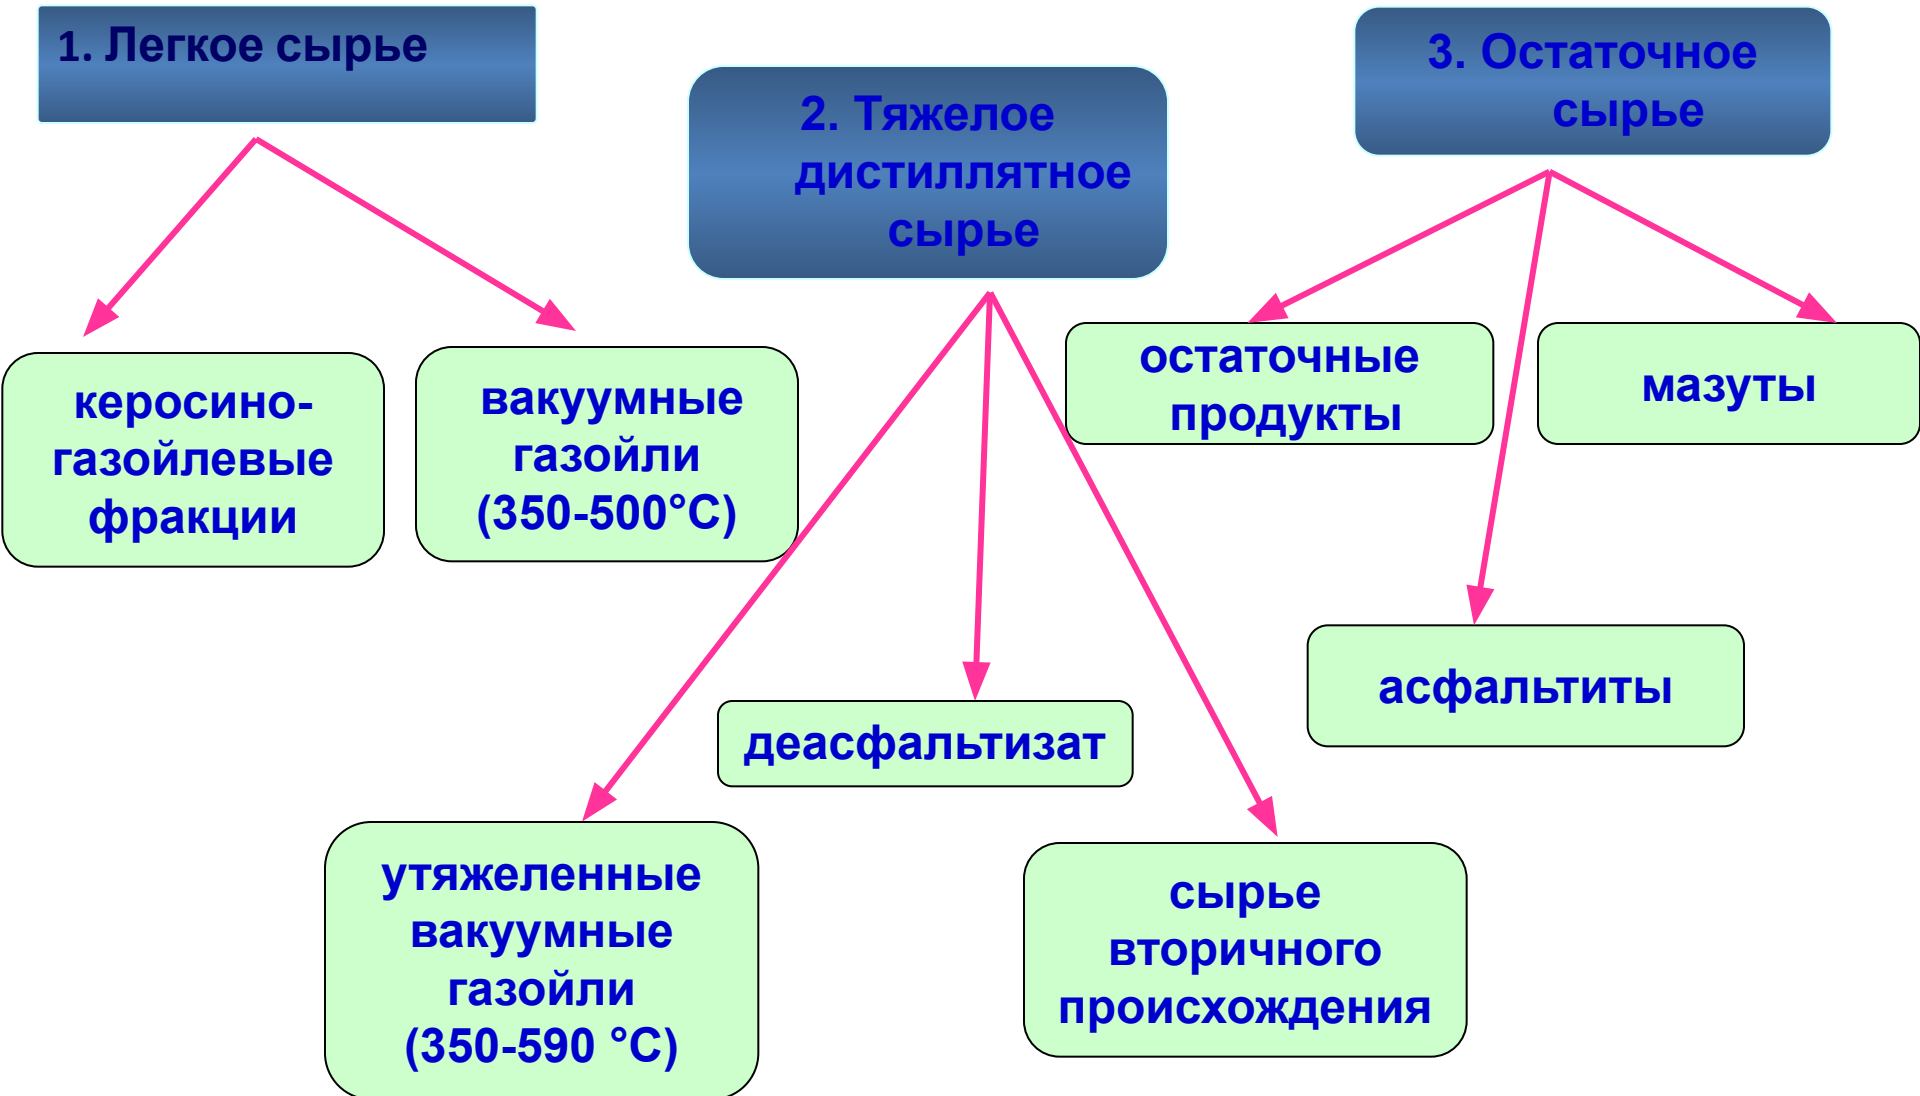 1. Легкое сырье
2. Тяжелое
дистиллятное
сырье
3. Остаточное
сырье
керосино-
газойлевые
фракции
вакуумные
газойли
(350-500°С)
остаточные
продукты
мазуты
асфальтиты
деасфальтизат
утяжеленные
вакуумные
газойли
(350-590 °С)
сырье
вторичного
происхождения